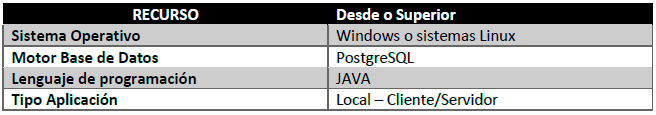 RECURSO Desde o Superior
Sistema Operativo Windows o sistemas Linux
Motor Base de Datos PostgreSQL
Lenguaje de programación JAVA
Tipo Aplicación Local – Cliente/Servidor